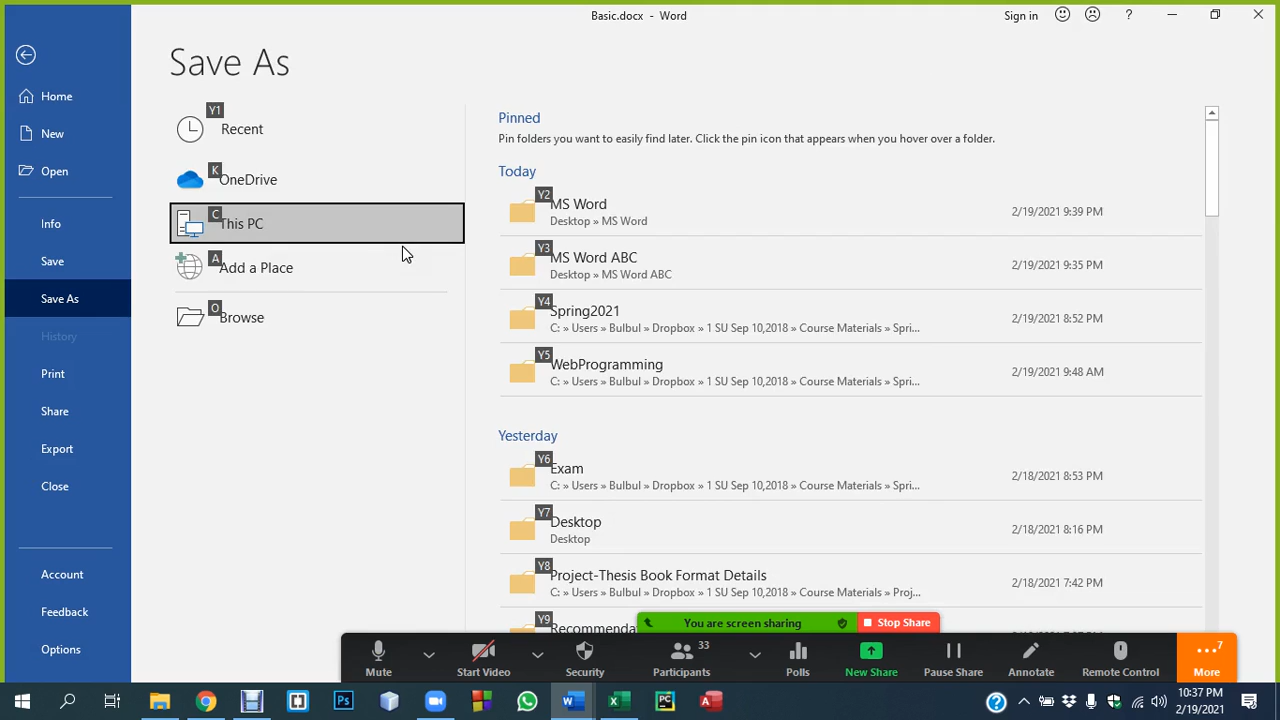 Basic.docx - Word
Sign in
?
Save As
Home
New
Open
Info
Save
Save As
History
Print
Share
Export
Close
Account
Feedback
Options
Y1
Recent
K
OneDrive
C
This PC
A
Add a Place
O
Browse
Pinned
Pin folders you want to easily find later. Click the pin icon that appears when you hover over a folder.
Today
Y2
MS Word
Desktop » MS Word
2/19/2021 9:39 PM
Y3
MS Word ABC
Desktop » MS Word ABC
2/19/2021 9:35 PM
Y4
Spring2021
C: » Users » Bulbul » Dropbox » 1 SU Sep 10,2018 » Course Materials » Spri...
2/19/2021 8:52 PM
Y5
WebProgramming
C: » Users » Bulbul » Dropbox » 1 SU Sep 10,2018 » Course Materials » Spri...
2/19/2021 9:48 AM
Yesterday
Y6
Exam
C: » Users » Bulbul » Dropbox » 1 SU Sep 10,2018 » Course Materials » Spri...
2/18/2021 8:53 PM
Y7
Desktop
Desktop
2/18/2021 8:16 PM
Y8
Project-Thesis Book Format Details
C: » Users » Bulbul » Dropbox » 1 SU Sep 10,2018 » Course Materials » Proj...
2/18/2021 7:42 PM
Y9
You are screen sharing
Stop Share
Mute
Start Video
Security
33
Participants
Polls
New Share
Pause Share
Annotate
Remote Control
7
More
Ps
PC
10:37 PM
2/19/2021